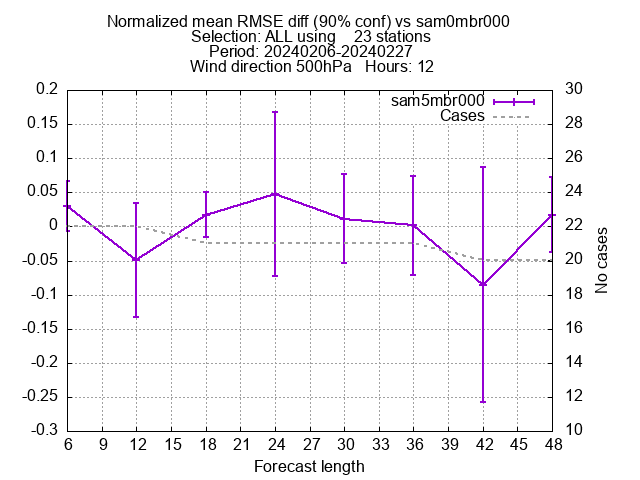 Normalized mean RMSE diff (90% conf) vs sam0mbr000
Selection: ALL using    23 stations
Period: 20240206-20240227
Wind direction 500hPa   Hours: 12
sam5mbr000
Cases
0.2
0.15
0.1
0.05
0
-0.05
-0.1
-0.15
-0.2
-0.25
-0.3
30
28
26
24
22
20
18
16
14
12
10
No cases
6 9 12 15 18 21 24 27 30 33 36 39 42 45 48
Forecast length